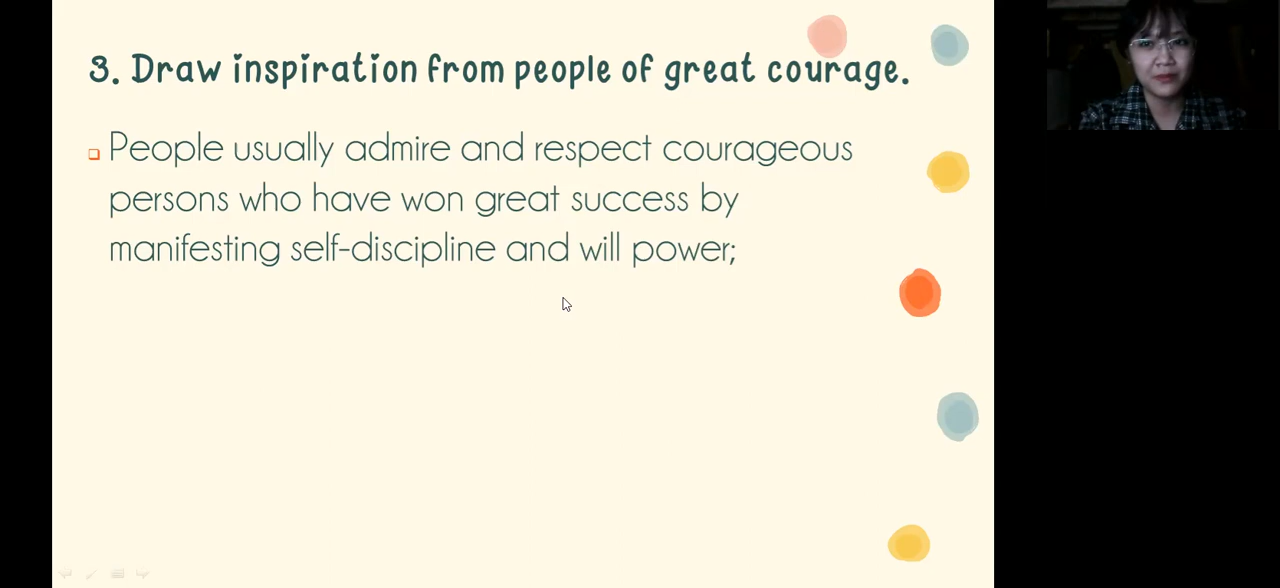 3. Draw inspiration from people of great courage.
People usually admire and respect courageous
persons who have won great success by
manifesting self-discipline and will power;